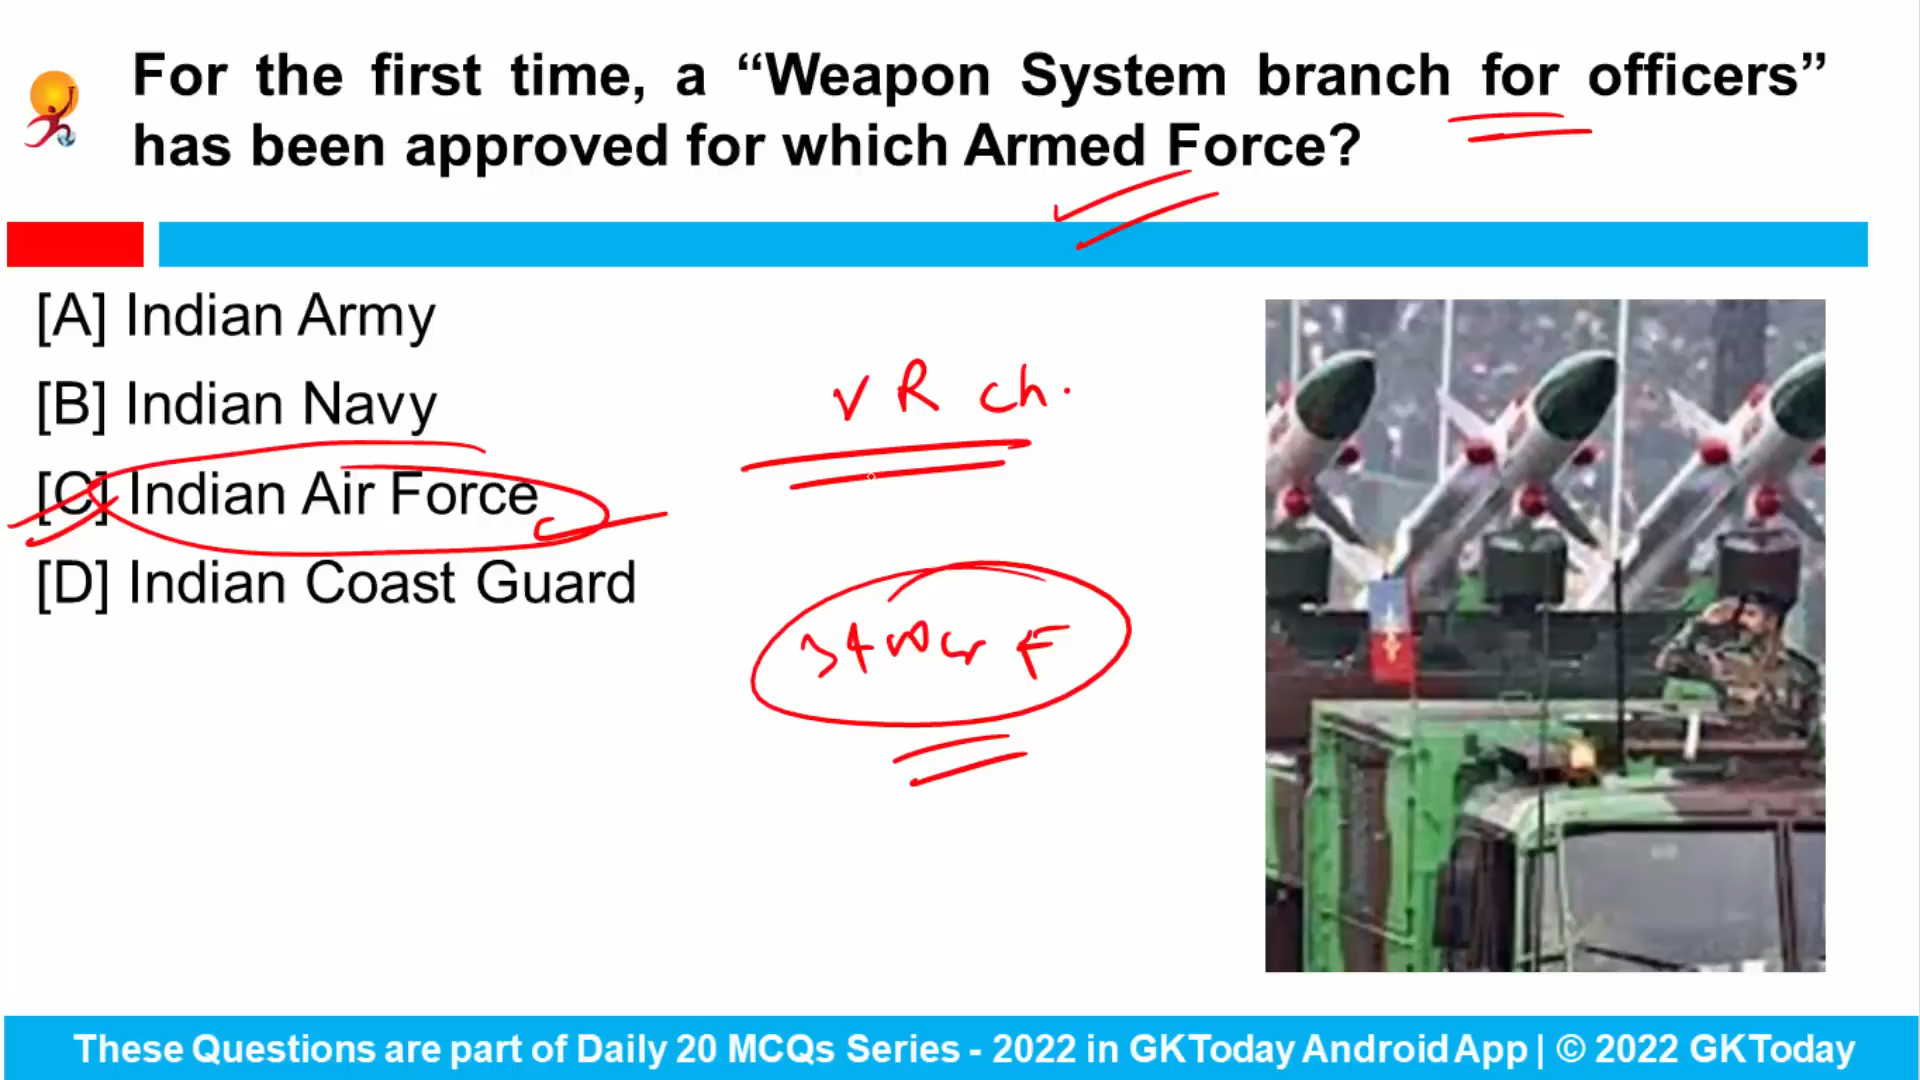 For the first time, a “Weapon System branch for officers”
has been approved for which Armed Force?
[A] Indian Army
[B] Indian Navy
[C] Indian Air Force
[D] Indian Coast Guard
VR ch.
These Questions are part of Daily 20 MCQs Series - 2022 in GKToday Android App | © 2022 GKToday